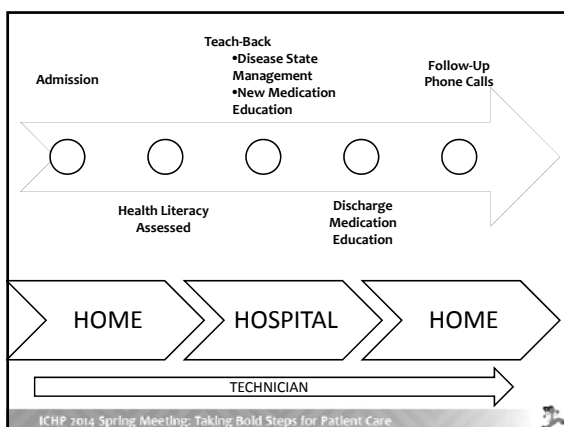 Admission
Teach-Back
•Disease State
Management
•New Medication
Education
Follow-Up
Phone Calls
Health Literacy
Assessed
Discharge
Medication
Education
HOME
HOSPITAL
HOME
TECHNICIAN
ICHP 2014 Spring Meeting: Taking Bold Steps for Patient Care